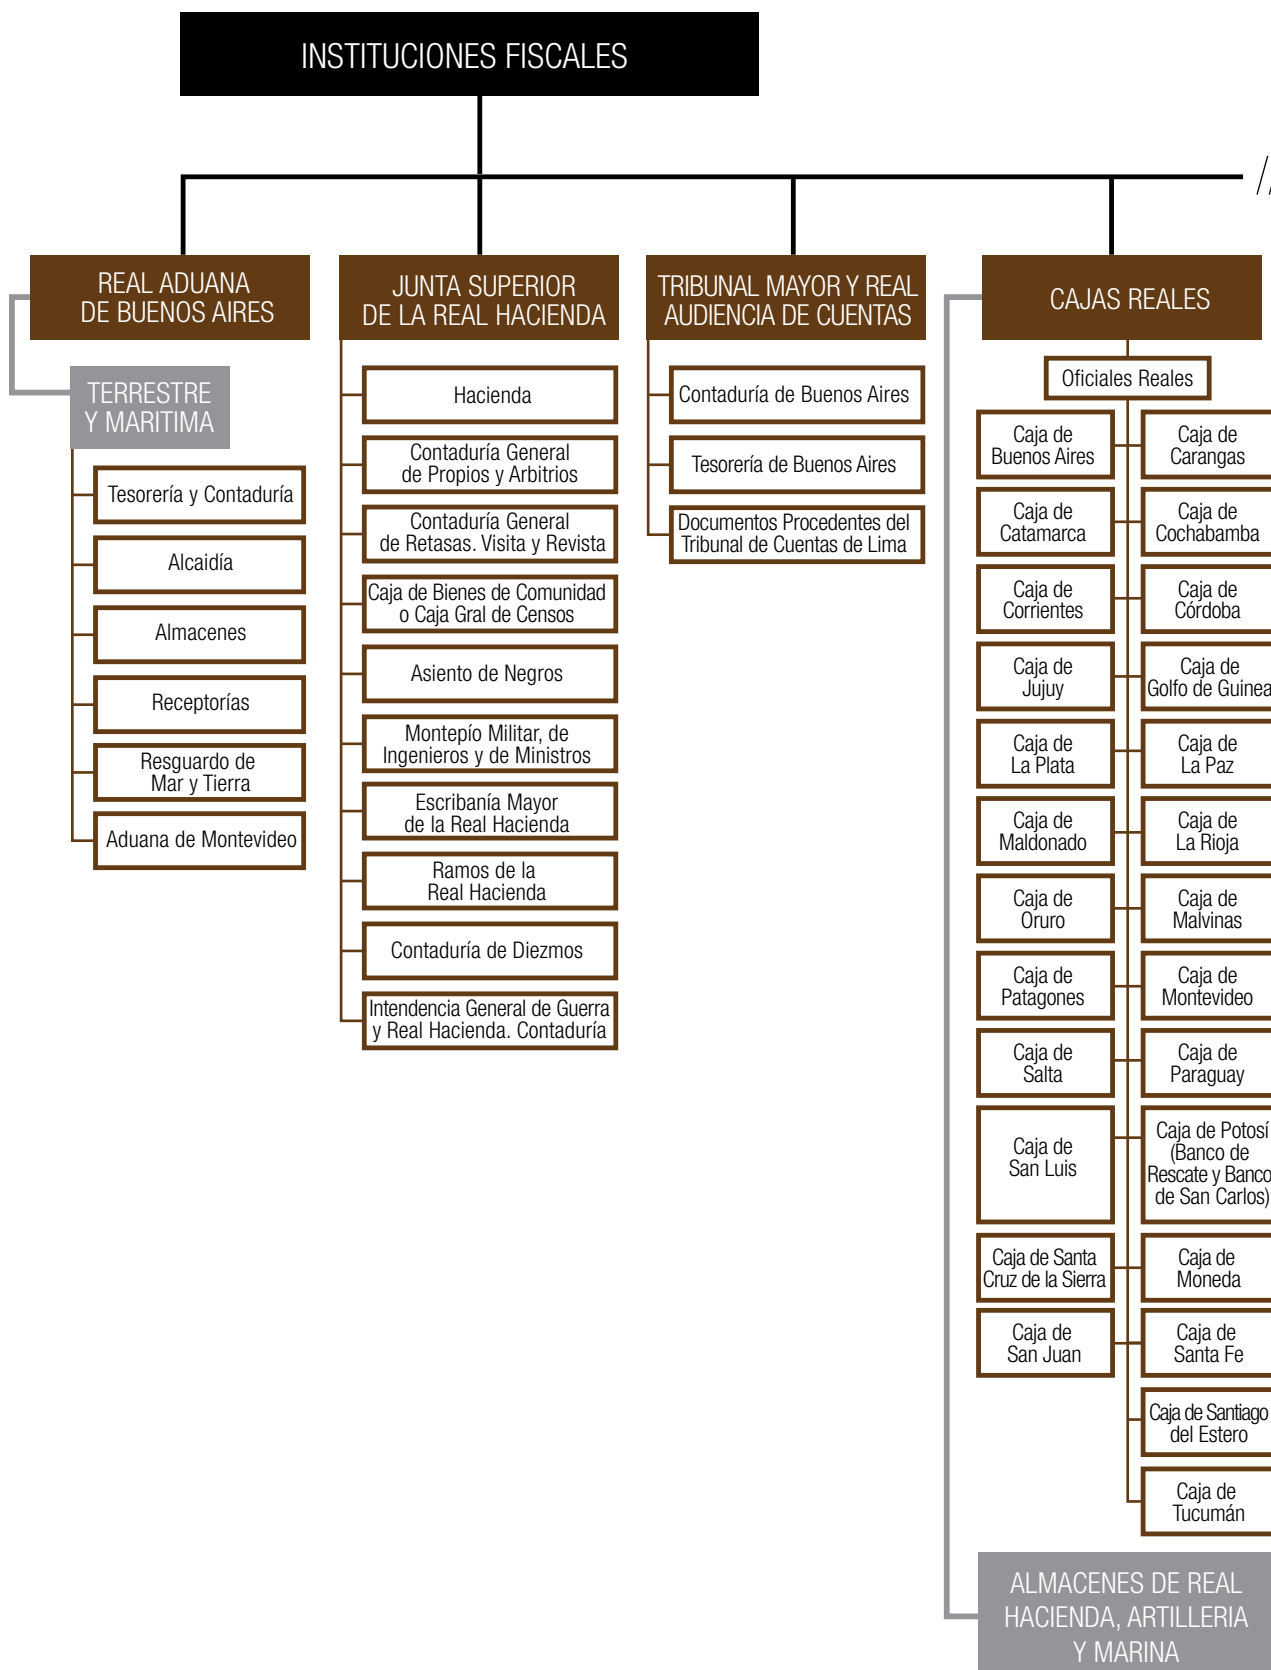 INSTITUCIONES FISCALES
//
REAL ADUANA
DE BUENOS AIRES
TERRESTRE
Y MARITIMA
Tesorería y Contaduría
Alcaidía
Almacenes
Receptorías
Resguardo de
Mar y Tierra
Aduana de Montevideo
JUNTA SUPERIOR
DE LA REAL HACIENDA
Hacienda
Contaduría General
de Propios y Arbitrios
Contaduría General
de Retasas. Visita y Revista
Caja de Bienes de Comunidad
o Caja Gral de Censos
Asiento de Negros
Montepío Militar, de
Ingenieros y de Ministros
Escribanía Mayor
de la Real Hacienda
Ramos de la
Real Hacienda
Contaduría de Diezmos
Intendencia General de Guerra
y Real Hacienda. Contaduría
TRIBUNAL MAYOR Y REAL
AUDIENCIA DE CUENTAS
Contaduría de Buenos Aires
Tesorería de Buenos Aires
Documentos Procedentes del
Tribunal de Cuentas de Lima
CAJAS REALES
Oficiales Reales
Caja de
Buenos Aires
Caja de
Carangas
Caja de
Catamarca
Caja de
Cochabamba
Caja de
Corrientes
Caja de
Córdoba
Caja de
Jujuy
Caja de
Golfo de Guinea
Caja de
La Plata
Caja de
La Paz
Caja de
Maldonado
Caja de
La Rioja
Caja de
Oruro
Caja de
Malvinas
Caja de
Patagones
Caja de
Montevideo
Caja de
Salta
Caja de
Paraguay
Caja de
San Luis
Caja de Potosí
(Banco de
Rescate y Banco
de San Carlos)
Caja de Santa
Cruz de la Sierra
Caja de
Moneda
Caja de
San Juan
Caja de
Santa Fe
Caja de Santiago
del Estero
Caja de
Tucumán
ALMACENES DE REAL
HACIENDA, ARTILLERIA
Y MARINA